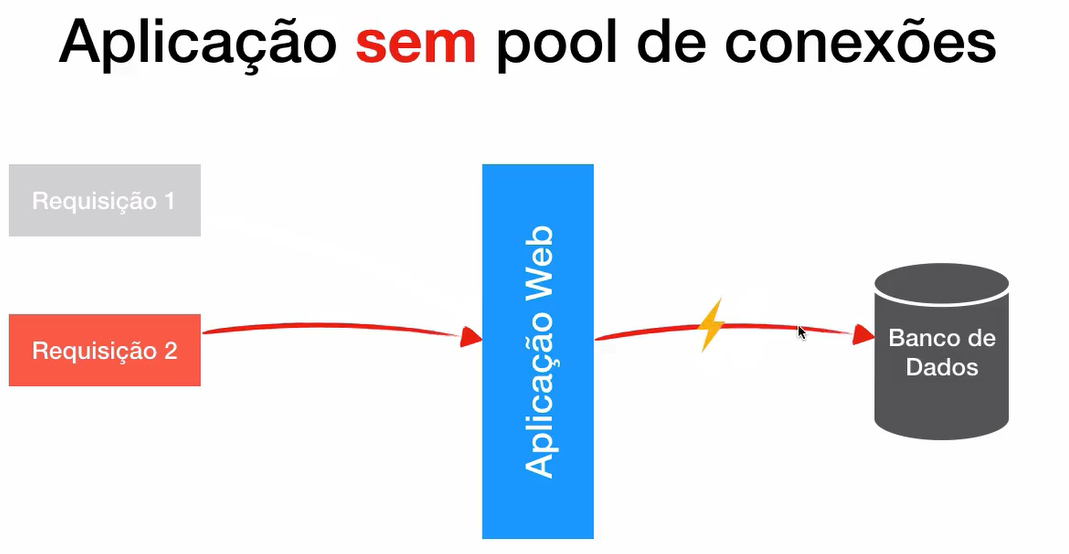 Aplicação sem pool de conexões
Requisição 1
Requisição 2
Aplicação Web
Banco de
Dados